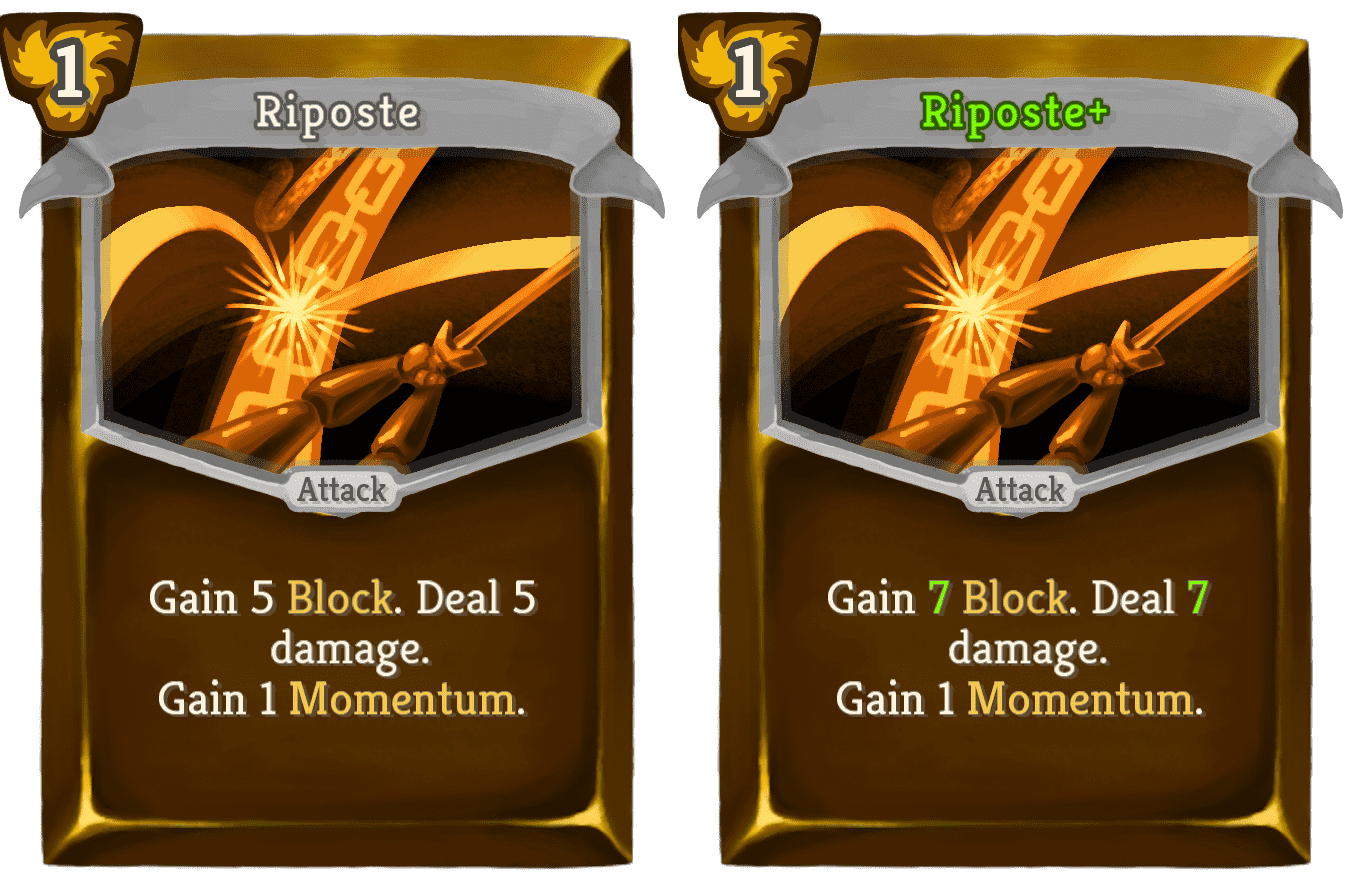 1
Riposte
Attack
Gain 5 Block. Deal 5
damage.
Gain 1 Momentum.
1
Riposte+
Attack
Gain 7 Block. Deal 7
damage.
Gain 1 Momentum.